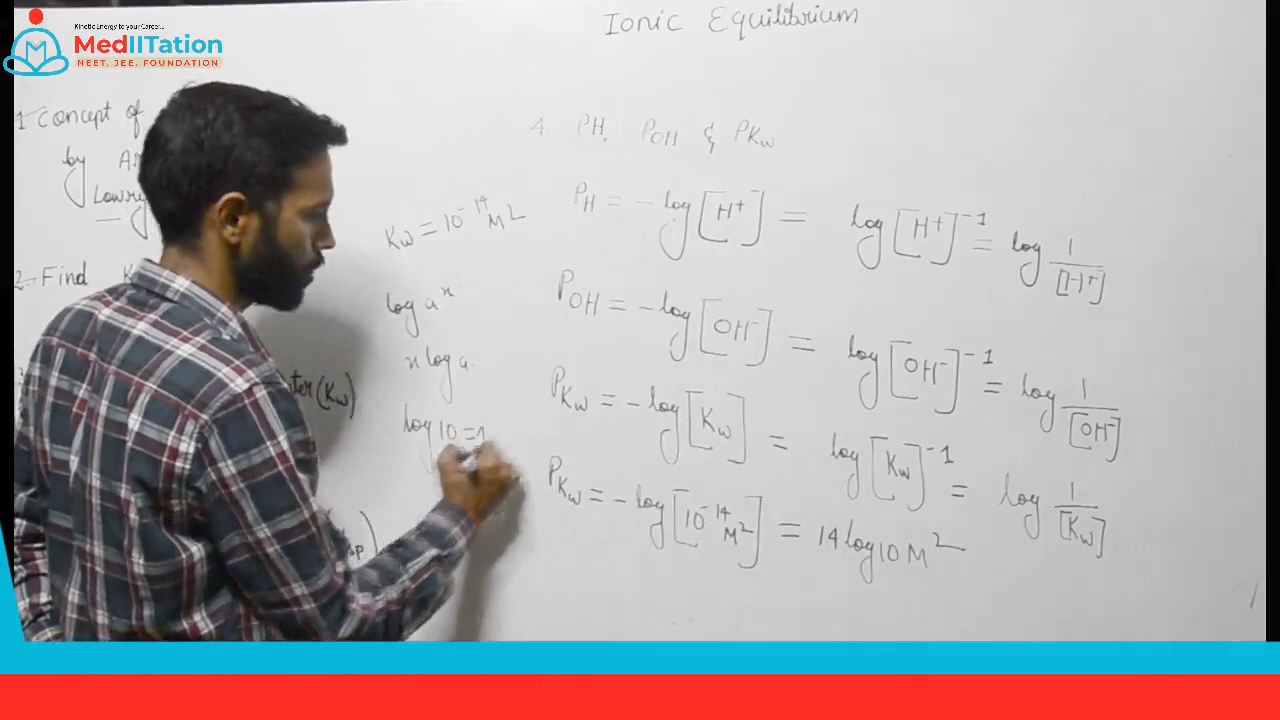 Kinetic Energy to your Career...
MedIITation
NEET, JEE, FOUNDATION
Ionic Equilibrium
1 Concept of
by
Lowry
2- Find K
ter (Kw)
4 PH, POH & PKw
Kw = 10⁻¹⁴ M²
log aⁿ
n log a
log 10 = 1
PH = -log [H⁺] = log [H⁺]⁻¹ = log 1/[H⁺]
POH = -log [OH⁻] = log [OH⁻]⁻¹ = log 1/[OH⁻]
PKw = -log [Kw] = log [Kw]⁻¹ = log 1/[Kw]
PKw = -log [10⁻¹⁴ M²] = 14 log 10 M²